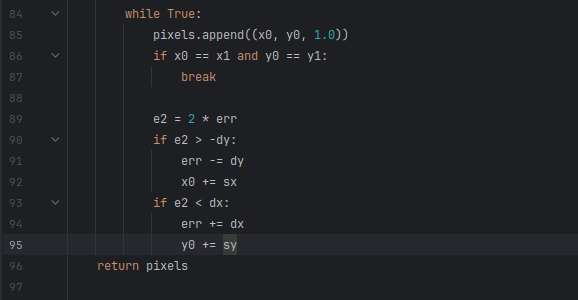 84 while True:
85 pixels.append((x0, y0, 1.0))
86 if x0 == x1 and y0 == y1:
87 break
88
89 e2 = 2 * err
90 if e2 > -dy:
91 err -= dy
92 x0 += sx
93 if e2 < dx:
94 err += dx
95 y0 += sy
96 return pixels
97